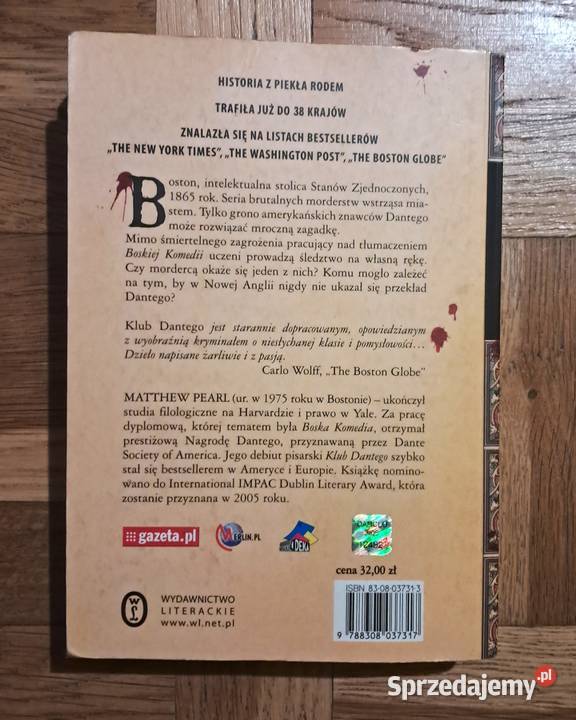 HISTORIA Z PIEKŁA RODEM
TRAFIŁA JUŻ DO 38 KRAJÓW
ZNALAZŁA SIĘ NA LISTACH BESTSELLERÓW
„THE NEW YORK TIMES”, „THE WASHINGTON POST”, „THE BOSTON GLOBE”
Boston, intelektualna stolica Stanów Zjednoczonych,
1865 rok. Seria brutalnych morderstw wstrząsa mia-
stem. Tylko grono amerykańskich znawców Dantego
może rozwiązać mroczną zagadkę.
Mimo śmiertelnego zagrożenia pracujący nad tłumaczeniem
Boskiej Komedii uczeni prowadzą śledztwo na własną rękę.
Czy mordercą okaże się jeden z nich? Komu mogło zależeć
na tym, by w Nowej Anglii nigdy nie ukazał się przekład
Dantego?
Klub Dantego jest starannie dopracowanym, opowiedzianym
z wyobraźnią kryminałem o niesłychanej klasie i pomysłowości...
Dzieło napisane żarliwie i z pasją.
Carlo Wolff, „The Boston Globe”
MATTHEW PEARL (ur. w 1975 roku w Bostonie) – ukończył
studia filologiczne na Harvardzie i prawo w Yale. Za pracę
dyplomową, której tematem była Boska Komedia, otrzymał
prestiżową Nagrodę Dantego, przyznawaną przez Dante
Society of America. Jego debiut pisarski Klub Dantego szybko
stał się bestsellerem w Ameryce i Europie. Książkę nomino-
wano do International IMPAC Dublin Literary Award, która
zostanie przyznana w 2005 roku.
gazeta.pl
MERLIN.PL
DEKA
cena 32,00 zł
ISBN 83-08-03731-3
9 788308 037317
WYDAWNICTWO
LITERACKIE
www.wl.net.pl
Sprzedajemy.pl